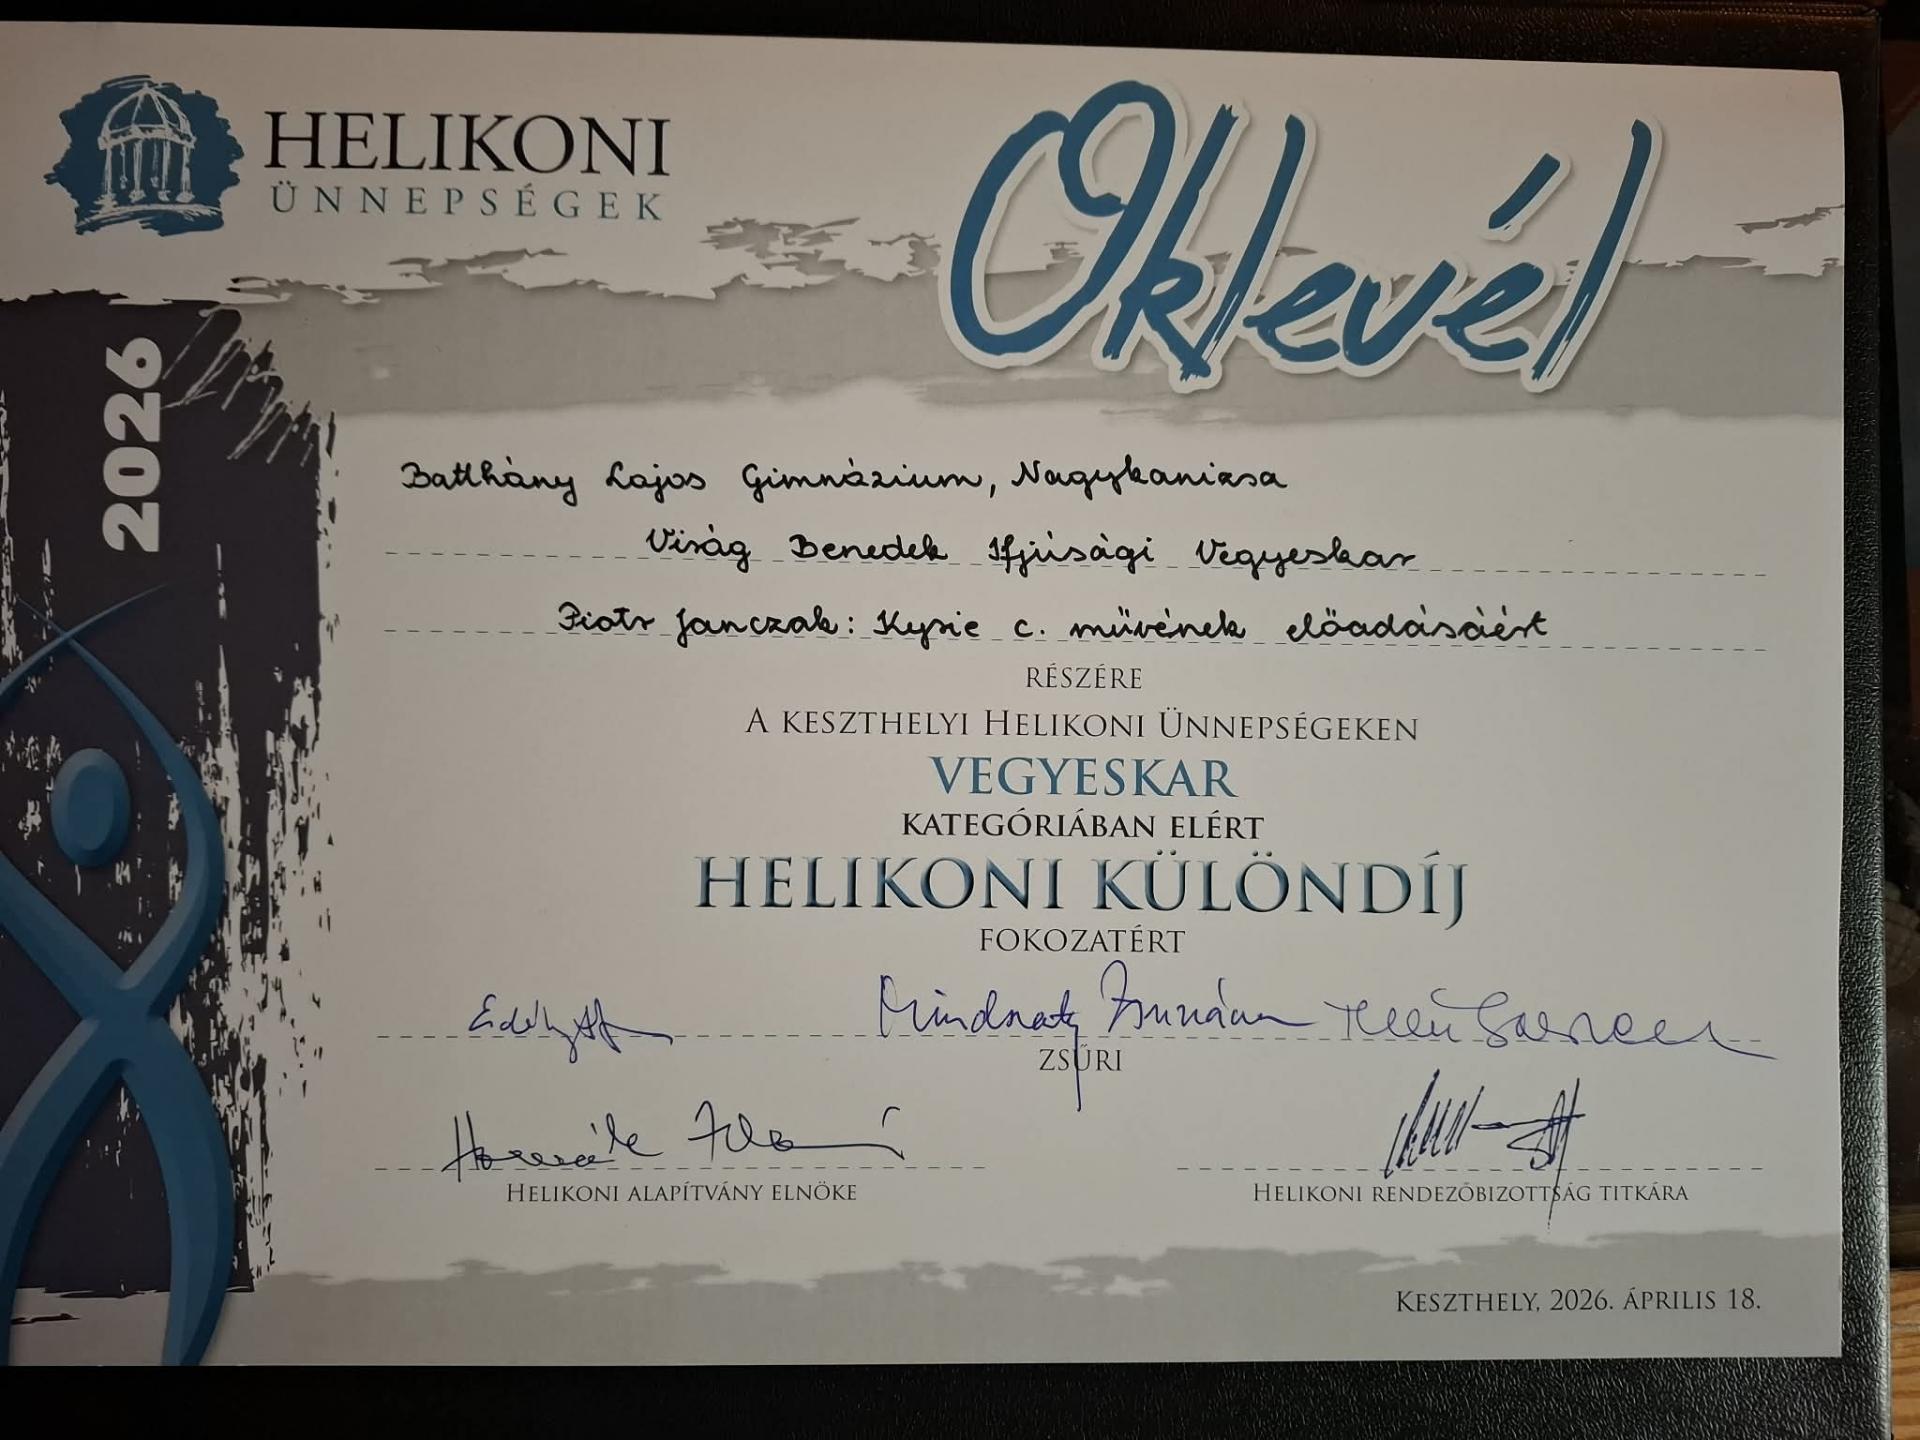 HELIKONI
ÜNNEPSÉGEK
Oklevél
2026
Batthány Lajos Gimnázium, Nagykanizsa
Virág Benedek Ifjúsági Vegyeskar
Piotr Janczak: Kyrie c.művének előadásáért
RÉSZÉRE
A KESZTHELYI HELIKONI ÜNNEPSÉGEKEN
VEGYESKAR
KATEGÓRIÁBAN ELÉRT
HELIKONI KÜLÖNDÍJ
FOKOZATÉRT
ZSŰRI
HELIKONI ALAPÍTVÁNY ELNÖKE
HELIKONI RENDEZŐBIZOTTSÁG TITKÁRA
KESZTHELY, 2026. ÁPRILIS 18.